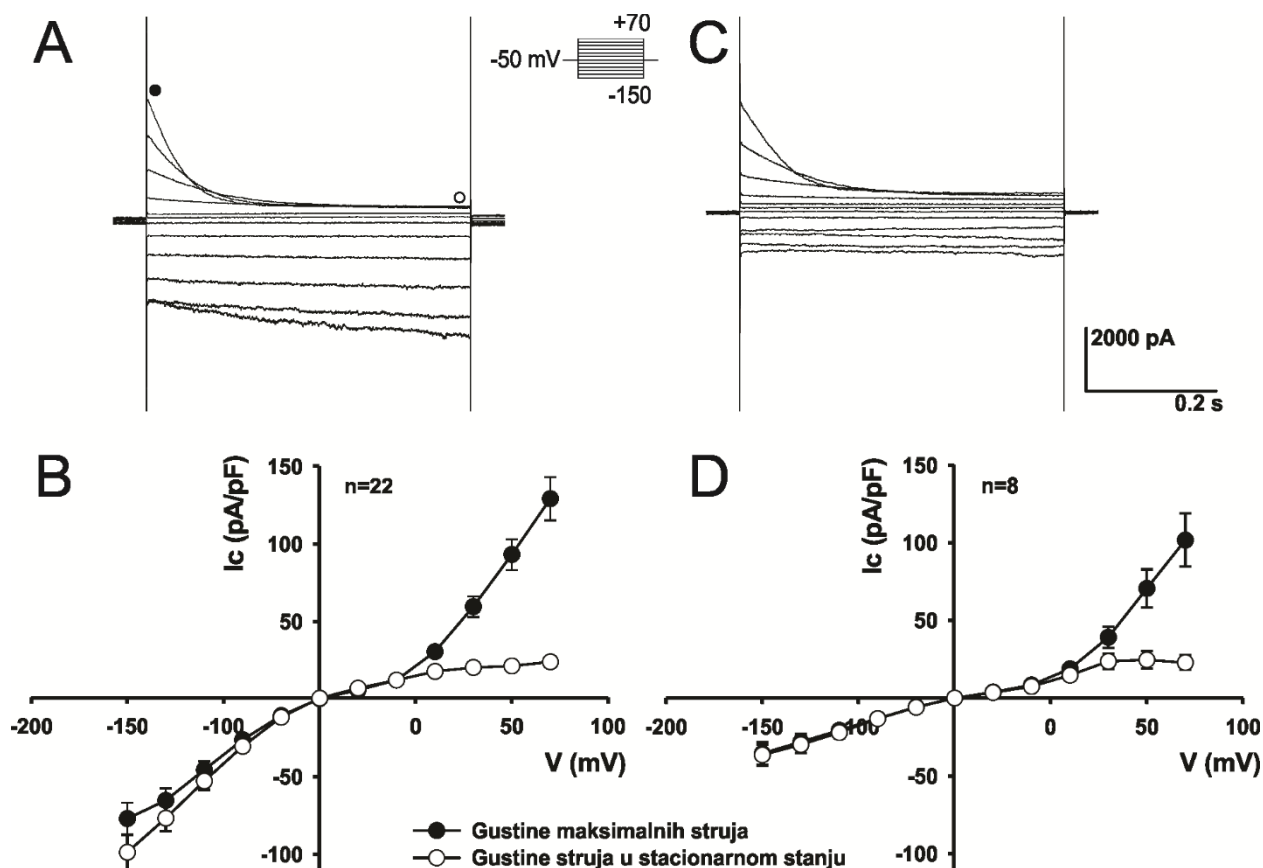 A
+70
-50 mV
-150
C
2000 pA
0.2 s
B
n=22
Ic (pA/pF)
150
100
50
-200
-150
-100
0
50
100
-50
-100
V (mV)
D
n=8
Ic (pA/pF)
150
100
50
-200
-150
-100
0
50
100
-50
-100
V (mV)
Gustine maksimalnih struja
Gustine struja u stacionarnom stanju